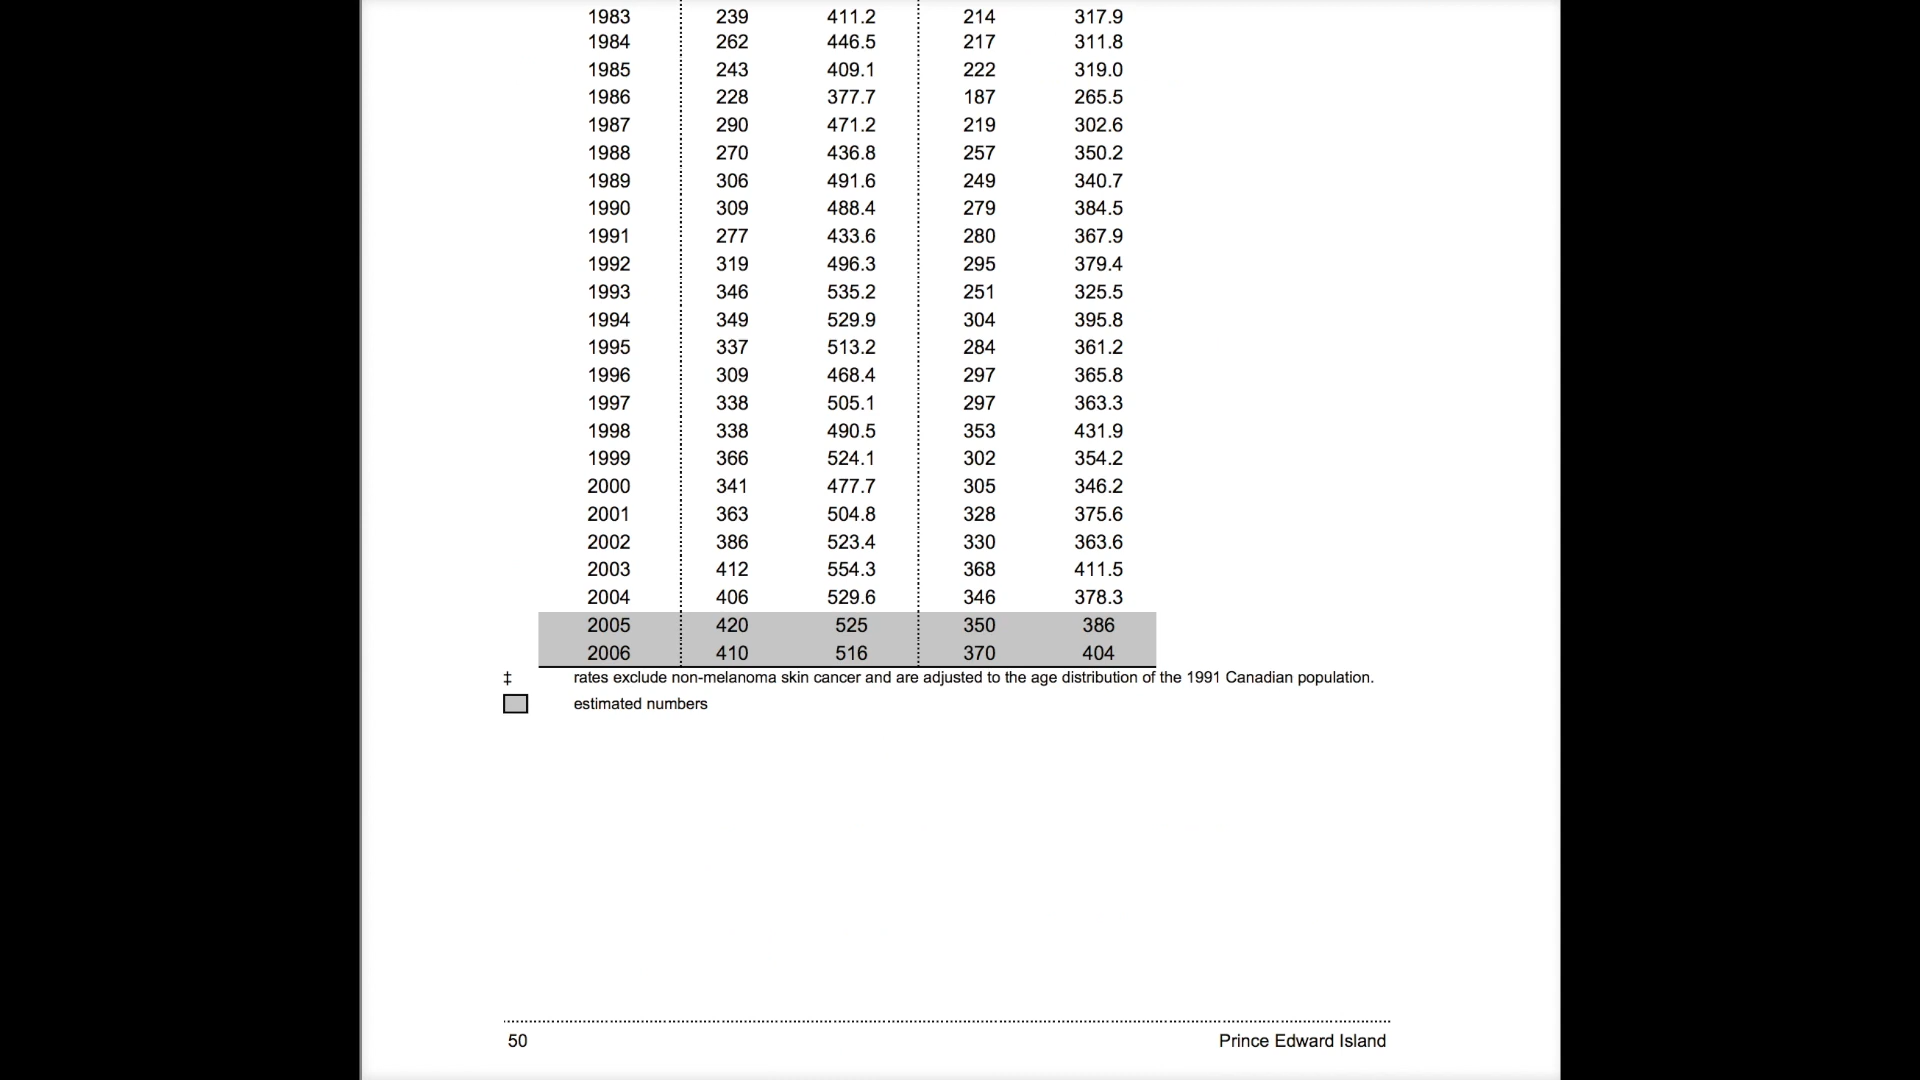 1983 239 411.2 214 317.9
1984 262 446.5 217 311.8
1985 243 409.1 222 319.0
1986 228 377.7 187 265.5
1987 290 471.2 219 302.6
1988 270 436.8 257 350.2
1989 306 491.6 249 340.7
1990 309 488.4 279 384.5
1991 277 433.6 280 367.9
1992 319 496.3 295 379.4
1993 346 535.2 251 325.5
1994 349 529.9 304 395.8
1995 337 513.2 284 361.2
1996 309 468.4 297 365.8
1997 338 505.1 297 363.3
1998 338 490.5 353 431.9
1999 366 524.1 302 354.2
2000 341 477.7 305 346.2
2001 363 504.8 328 375.6
2002 386 523.4 330 363.6
2003 412 554.3 368 411.5
2004 406 529.6 346 378.3
2005 420 525 350 386
2006 410 516 370 404
‡ rates exclude non-melanoma skin cancer and are adjusted to the age distribution of the 1991 Canadian population.
estimated numbers
50 Prince Edward Island